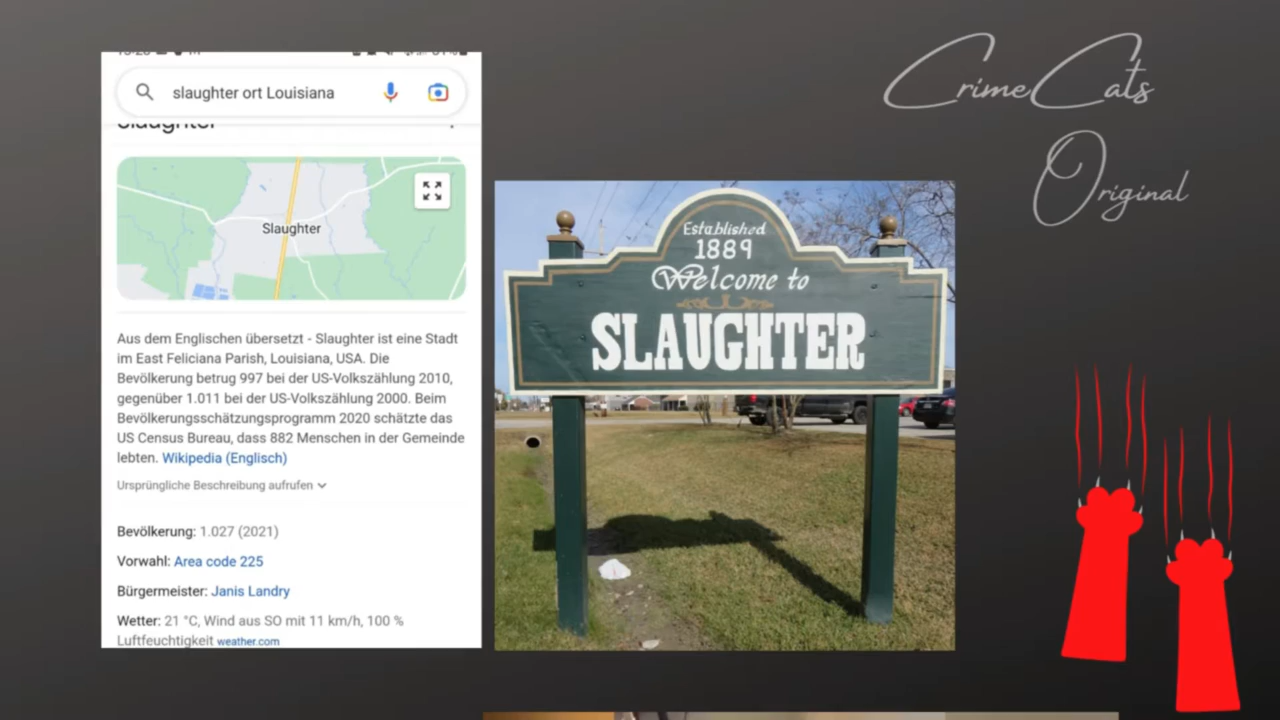 slaughter ort Louisiana
Slaughter
Slaughter
Aus dem Englischen übersetzt - Slaughter ist eine Stadt
im East Feliciana Parish, Louisiana, USA. Die
Bevölkerung betrug 997 bei der US-Volkszählung 2010,
gegenüber 1.011 bei der US-Volkszählung 2000. Beim
Bevölkerungsschätzungsprogramm 2020 schätzte das
US Census Bureau, dass 882 Menschen in der Gemeinde
lebten. Wikipedia (Englisch)
Ursprüngliche Beschreibung aufrufen
Bevölkerung: 1.027 (2021)
Vorwahl: Area code 225
Bürgermeister: Janis Landry
Wetter: 21 °C, Wind aus SO mit 11 km/h, 100 %
Luftfeuchtigkeit weather.com
Established
1889
Welcome to
SLAUGHTER
CrimeCats
Original